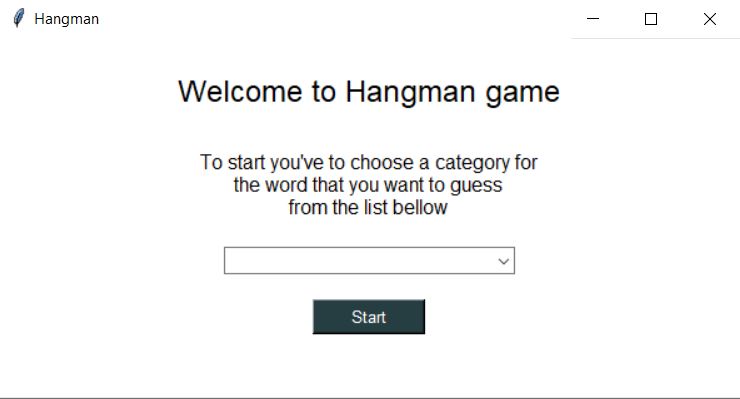 Hangman
Welcome to Hangman game
To start you've to choose a category for
the word that you want to guess
from the list bellow
Start